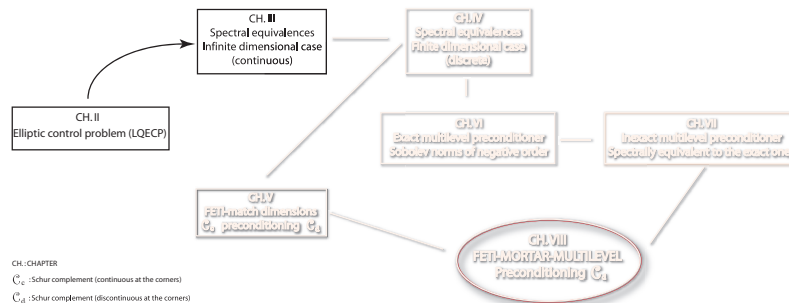 CH. III
Spectral equivalences
Infinite dimensional case
(continuous)
CH.IV
Spectral equivalences
Finite dimensional case
(discrete)
CH. II
Elliptic control problem (LQECP)
CH.VI
Exact multilevel preconditioner
Sobolev norms of negative order
CH.VII
Inexact multilevel preconditioner
Spectrally equivalent to the exact one
CH.V
FETI-match dimensions
preconditioning
CH.VIII
FETI-MORTAR-MULTILEVEL
Preconditioning
CH. : CHAPTER
C_c : Schur complement (continuous at the corners)
C_d : Schur complement (discontinuous at the corners)